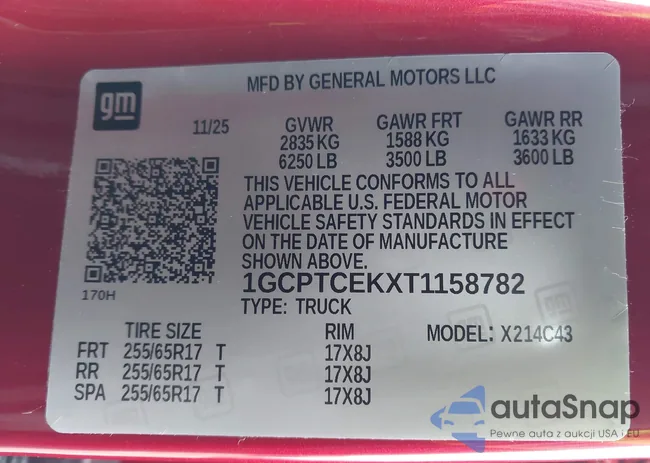 MFD BY GENERAL MOTORS LLC
gm
11/25
GVWR GAWR FRT GAWR RR
2835 KG 1588 KG 1633 KG
6250 LB 3500 LB 3600 LB
THIS VEHICLE CONFORMS TO ALL
APPLICABLE U.S. FEDERAL MOTOR
VEHICLE SAFETY STANDARDS IN EFFECT
ON THE DATE OF MANUFACTURE
SHOWN ABOVE.
170H
1GCPTCEKXT1158782
TYPE: TRUCK
TIRE SIZE RIM MODEL: X214C43
FRT 255/65R17 T 17X8J
RR 255/65R17 T 17X8J
SPA 255/65R17 T 17X8J
autaSnap
Pewne auta z aukcji USA i EU